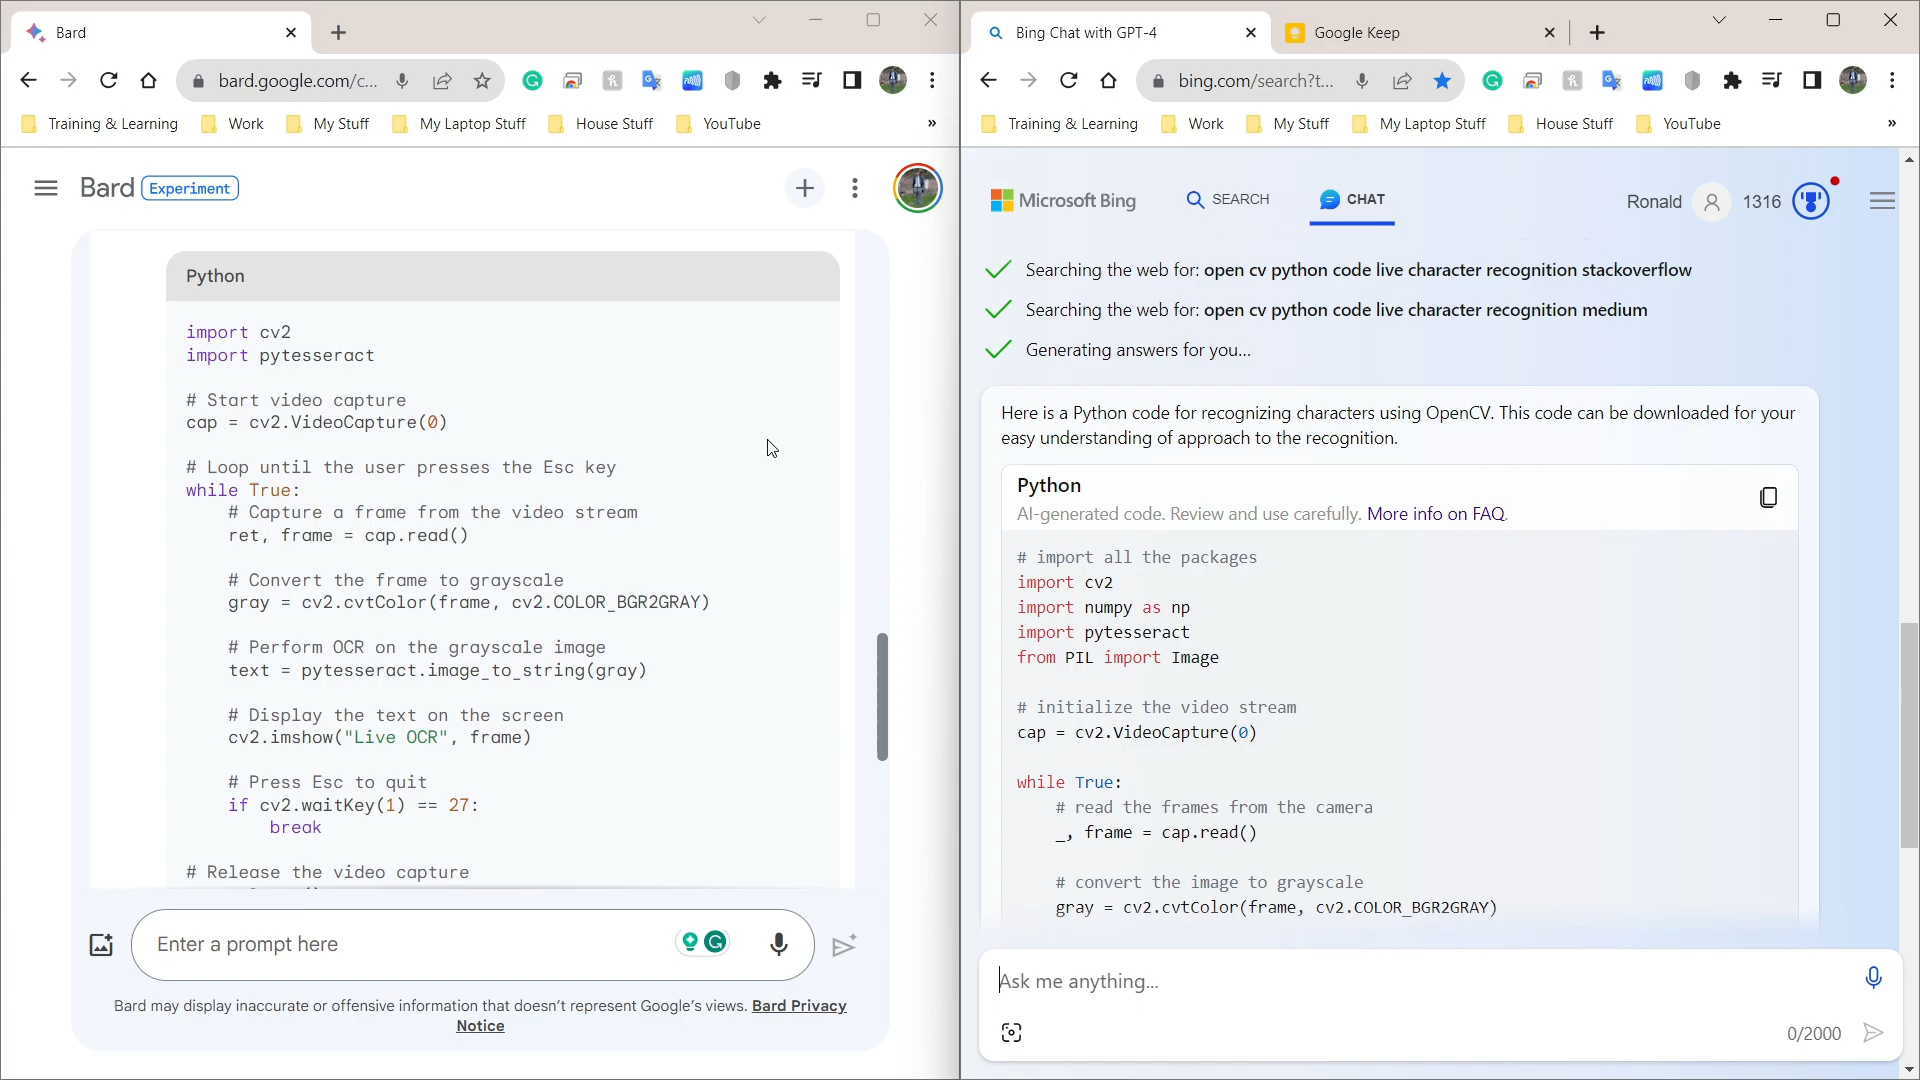 Bard
bard.google.com/c...
Training & Learning
Work
My Stuff
My Laptop Stuff
House Stuff
YouTube
»
Bard Experiment
Python
import cv2
import pytesseract
# Start video capture
cap = cv2.VideoCapture(0)
# Loop until the user presses the Esc key
while True:
# Capture a frame from the video stream
ret, frame = cap.read()
# Convert the frame to grayscale
gray = cv2.cvtColor(frame, cv2.COLOR_BGR2GRAY)
# Perform OCR on the grayscale image
text = pytesseract.image_to_string(gray)
# Display the text on the screen
cv2.imshow("Live OCR", frame)
# Press Esc to quit
if cv2.waitKey(1) == 27:
break
# Release the video capture
Enter a prompt here
Bard may display inaccurate or offensive information that doesn't represent Google's views. Bard Privacy
Notice
Bing Chat with GPT-4
Google Keep
bing.com/search?t...
Training & Learning
Work
My Stuff
My Laptop Stuff
House Stuff
YouTube
»
Microsoft Bing
SEARCH
CHAT
Ronald
1316
Searching the web for: open cv python code live character recognition stackoverflow
Searching the web for: open cv python code live character recognition medium
Generating answers for you...
Here is a Python code for recognizing characters using OpenCV. This code can be downloaded for your
easy understanding of approach to the recognition.
Python
AI-generated code. Review and use carefully. More info on FAQ.
# import all the packages
import cv2
import numpy as np
import pytesseract
from PIL import Image
# initialize the video stream
cap = cv2.VideoCapture(0)
while True:
# read the frames from the camera
_, frame = cap.read()
# convert the image to grayscale
gray = cv2.cvtColor(frame, cv2.COLOR_BGR2GRAY)
Ask me anything...
0/2000